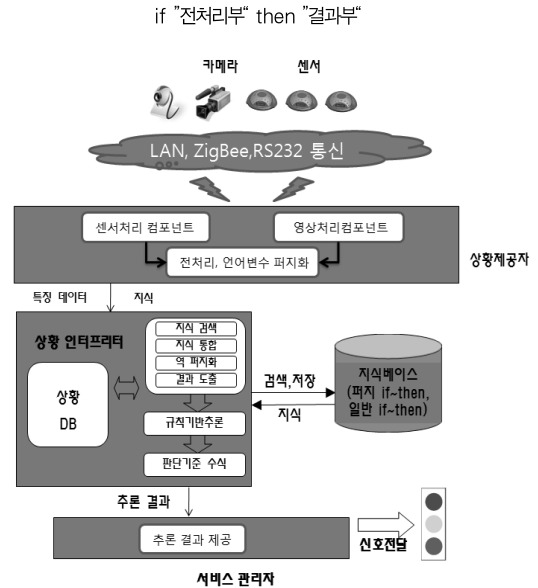 if ”전처리부“ then ”결과부“
카메라 센서
LAN, ZigBee,RS232 통신
센서처리 컴포넌트 영상처리컴포넌트
전처리, 언어변수 퍼지화
상황제공자
특징 데이터 지식
상황 인터프리터
지식 검색
지식 통합
역 퍼지화
결과 도출
상황
DB
규칙기반추론
판단기준 수식
검색,저장
지식
지식베이스
(퍼지 if~then,
일반 if~then)
추론 결과
추론 결과 제공
신호전달
서비스 관리자